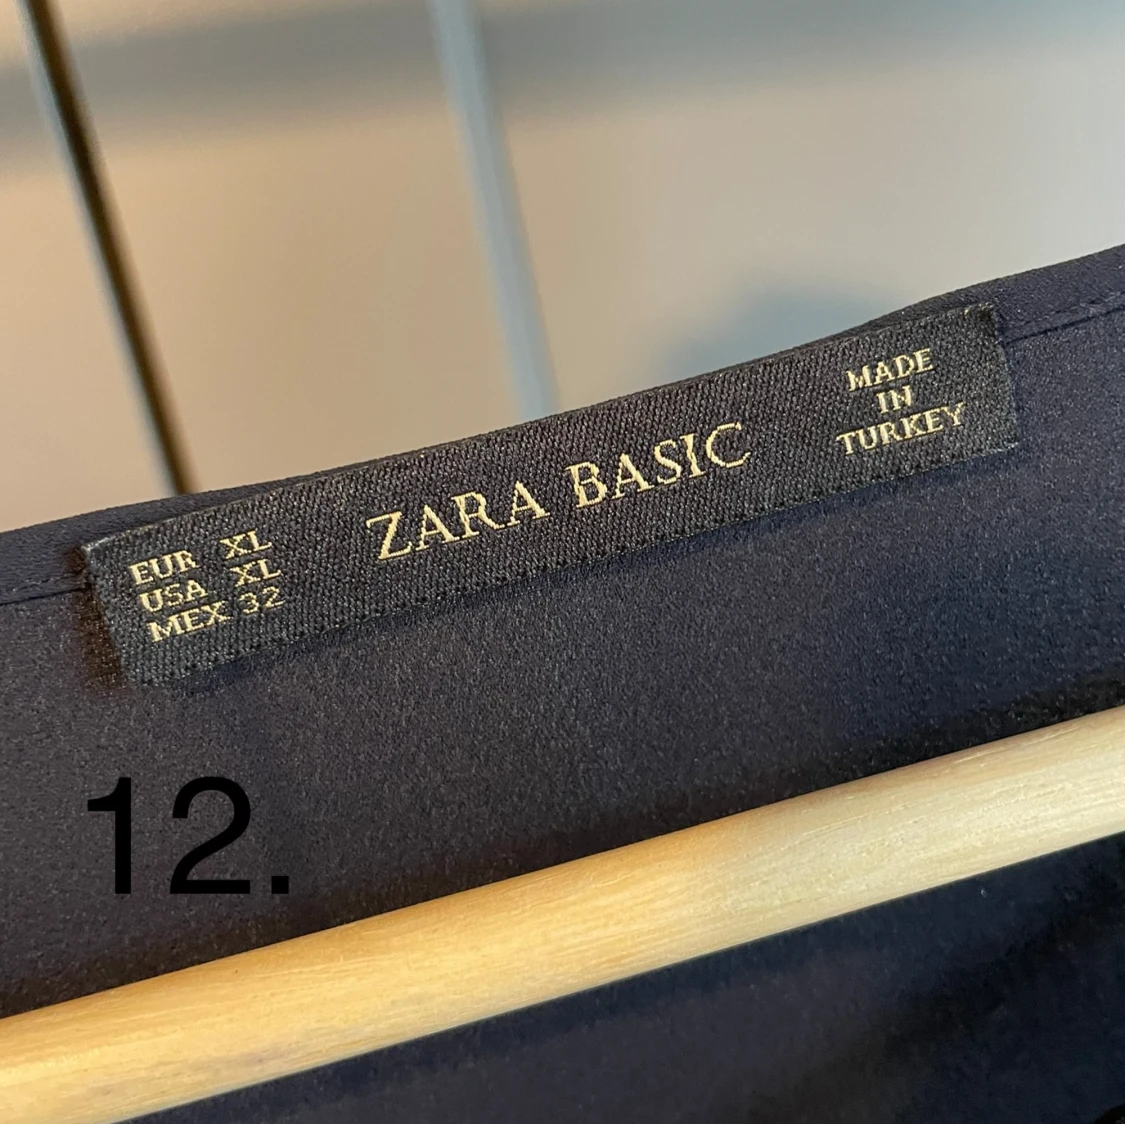 EUR XL
USA XL
MEX 32
ZARA BASIC
MADE
IN
TURKEY
12.